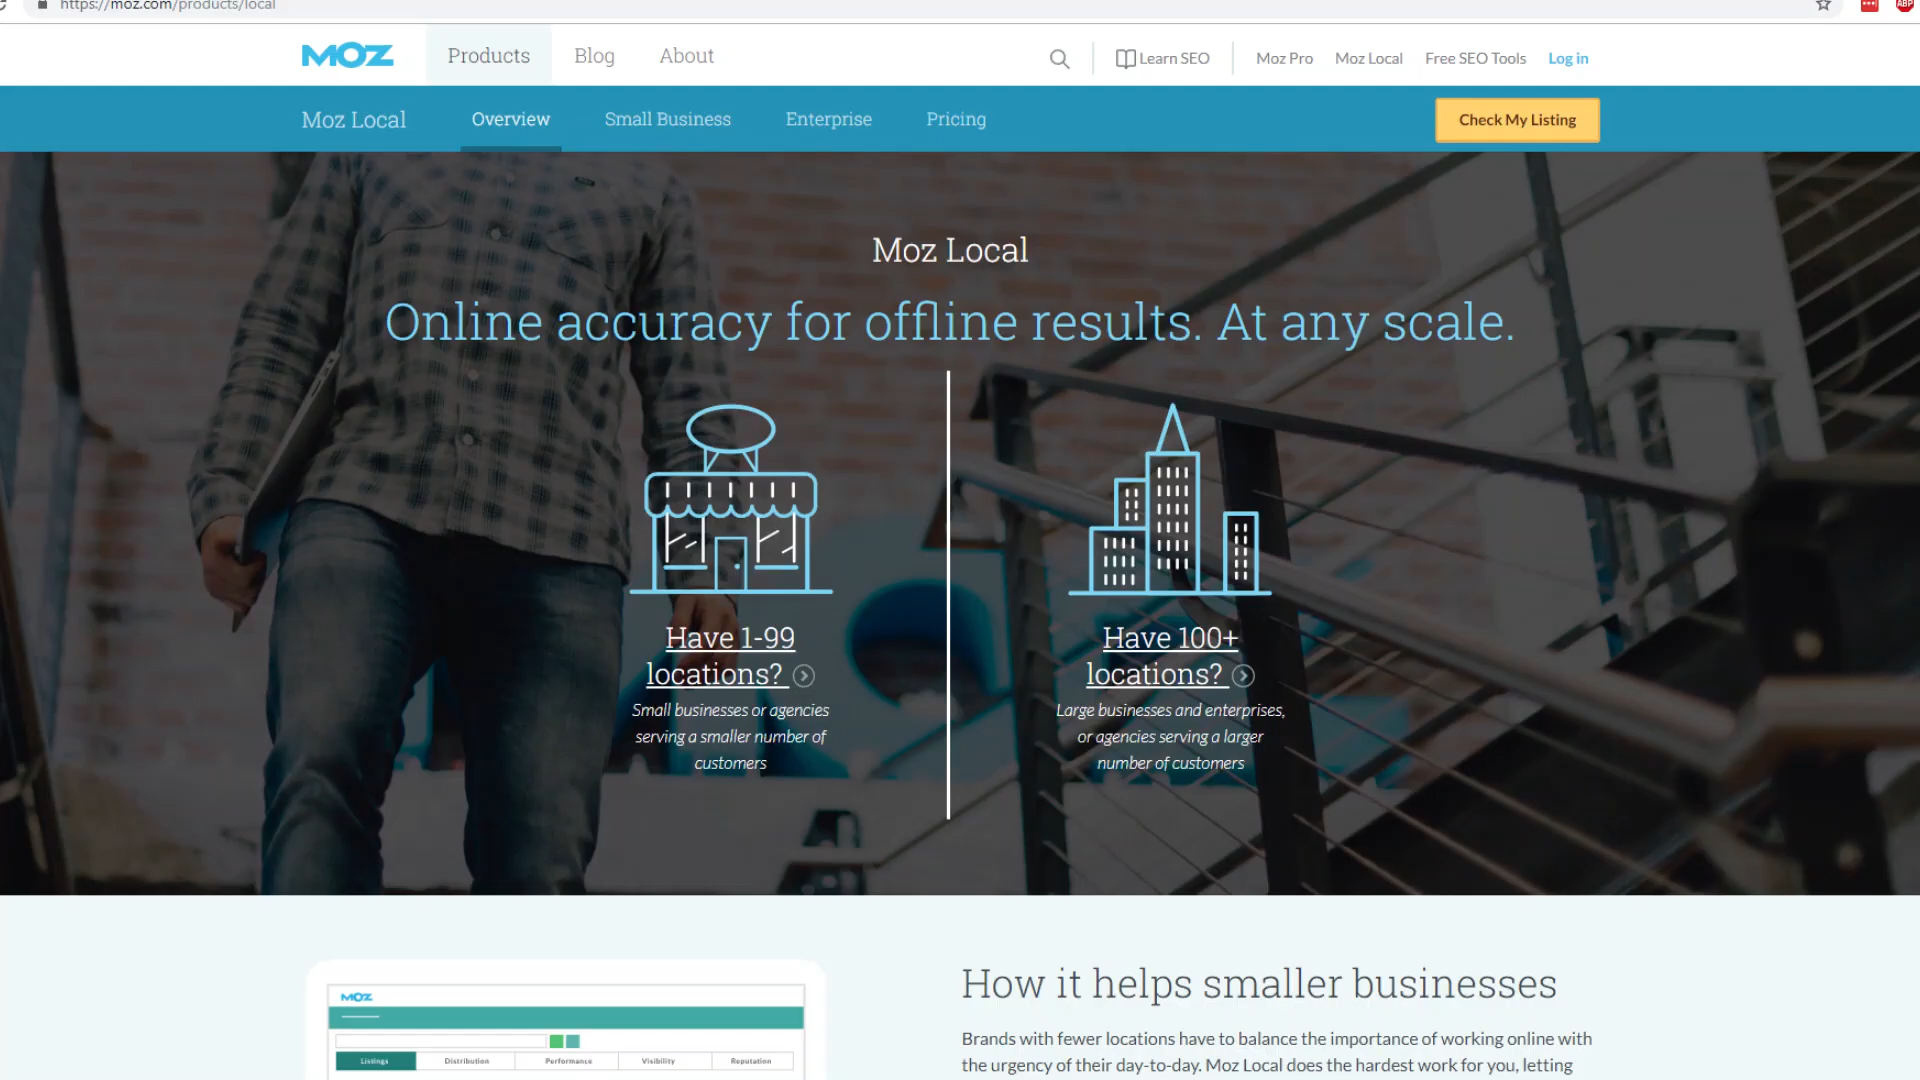 https://moz.com/products/local
ABP
MOZ
Products
Blog
About
Learn SEO
Moz Pro
Moz Local
Free SEO Tools
Log in
Moz Local
Overview
Small Business
Enterprise
Pricing
Check My Listing
Moz Local
Online accuracy for offline results. At any scale.
Have 1-99
locations?
Small businesses or agencies
serving a smaller number of
customers
Have 100+
locations?
Large businesses and enterprises,
or agencies serving a larger
number of customers
MOZ
Listings
Distribution
Performance
Visibility
Reputation
How it helps smaller businesses
Brands with fewer locations have to balance the importance of working online with
the urgency of their day-to-day. Moz Local does the hardest work for you, letting